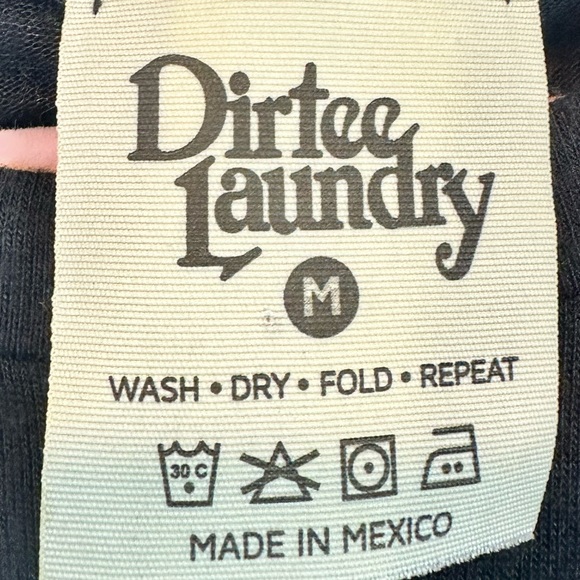 Dirtee
Laundry
M
WASH • DRY • FOLD • REPEAT
30 C
MADE IN MEXICO